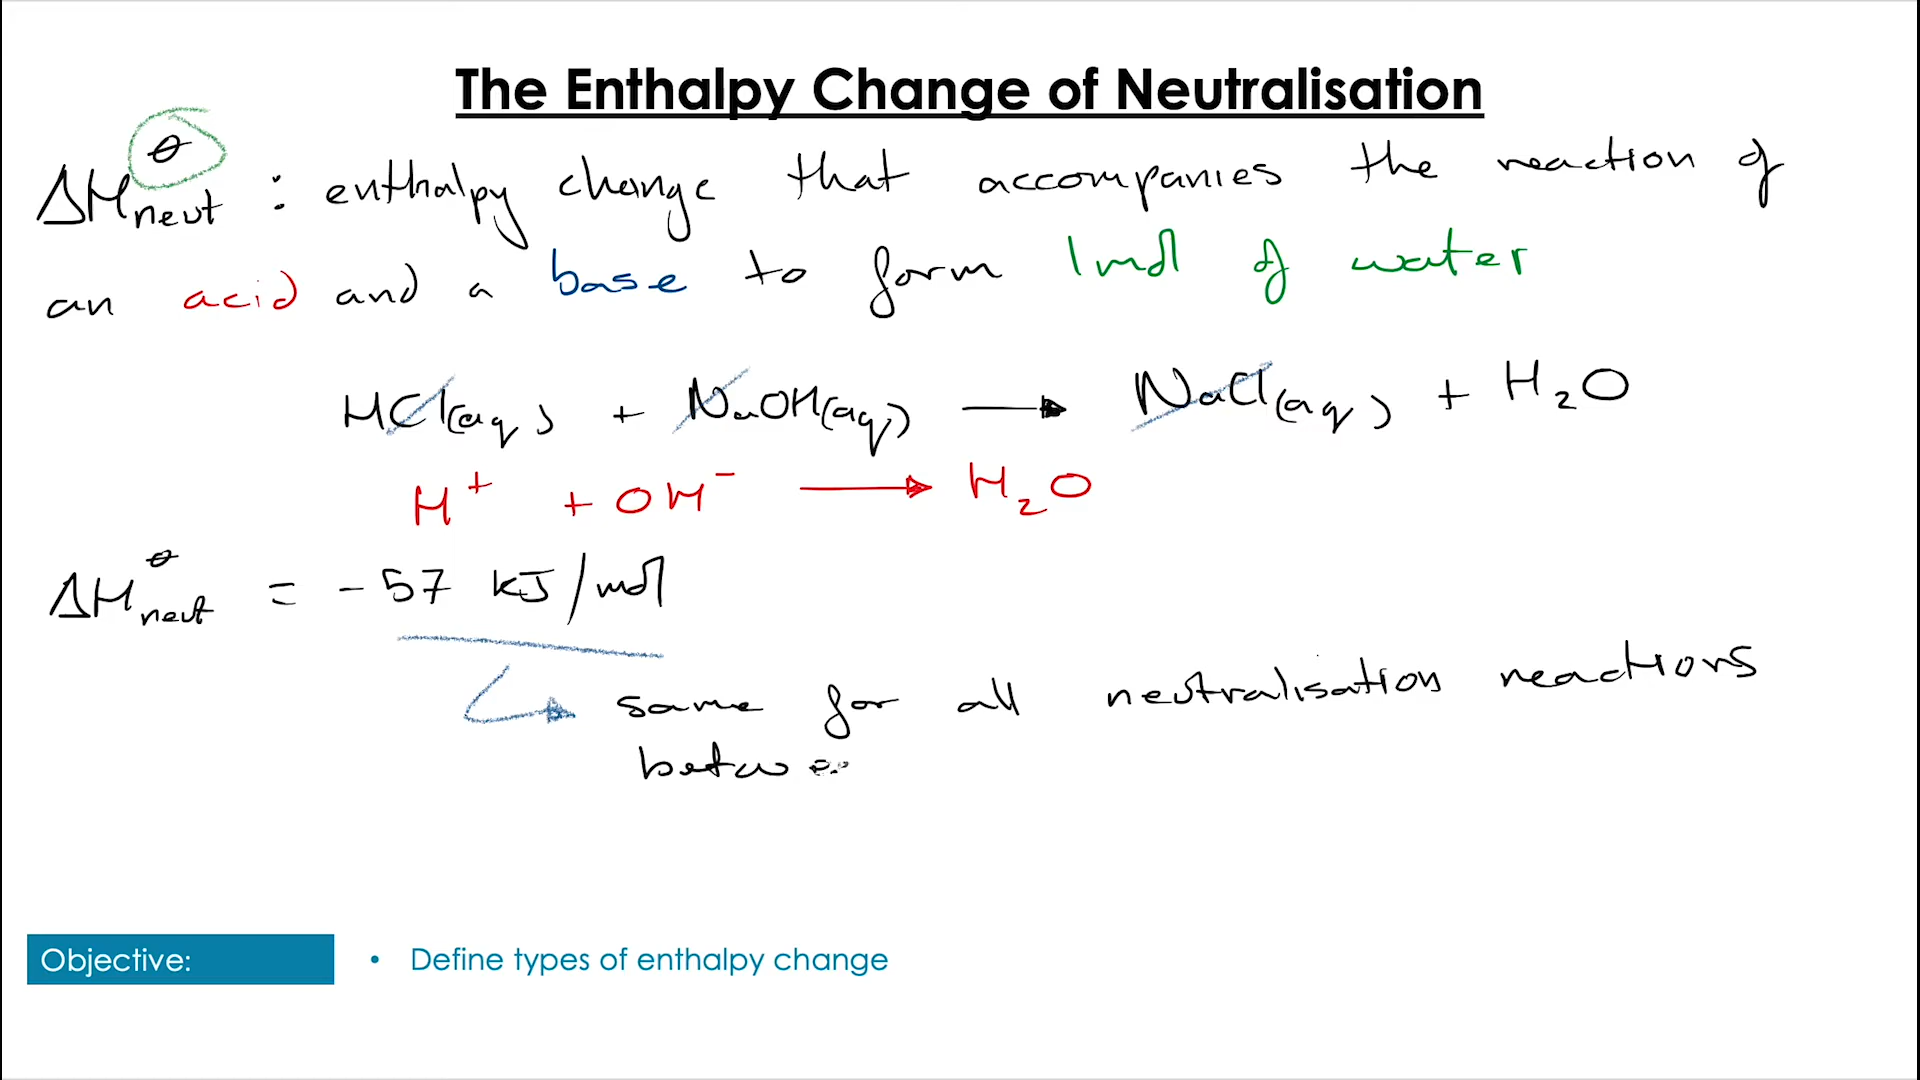 The Enthalpy Change of Neutralisation
ΔH⦵neut : enthalpy change that accompanies the reaction of
an acid and a base to form 1mol of water
HCl(aq) + NaOH(aq) → NaCl(aq) + H₂O
H⁺ + OH⁻ → H₂O
ΔH⦵neut = -57 kJ/mol
same for all neutralisation reactions
Objective: • Define types of enthalpy change